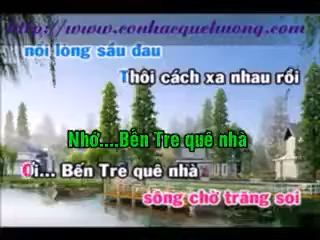 http://www.conhacquehuong.com
nỗi lòng sầu đau
Thôi cách xa nhau rồi
Nhớ....Bến Tre quê nhà
Ơi... Bến Tre quê nhà
sông chờ trăng soi